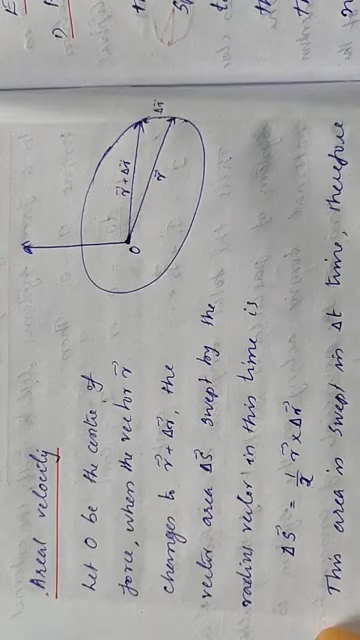 Areal velocity
Let O be the centre of
force, when the vector r⃗
changes to r⃗ + Δr⃗, the
vector area ΔS⃗ swept by the
radius vector in this time is
ΔS⃗ = 1/2 r⃗ × Δr⃗
This area is swept in Δt time, therefore
O
r⃗ + Δr⃗
r⃗
Δr⃗